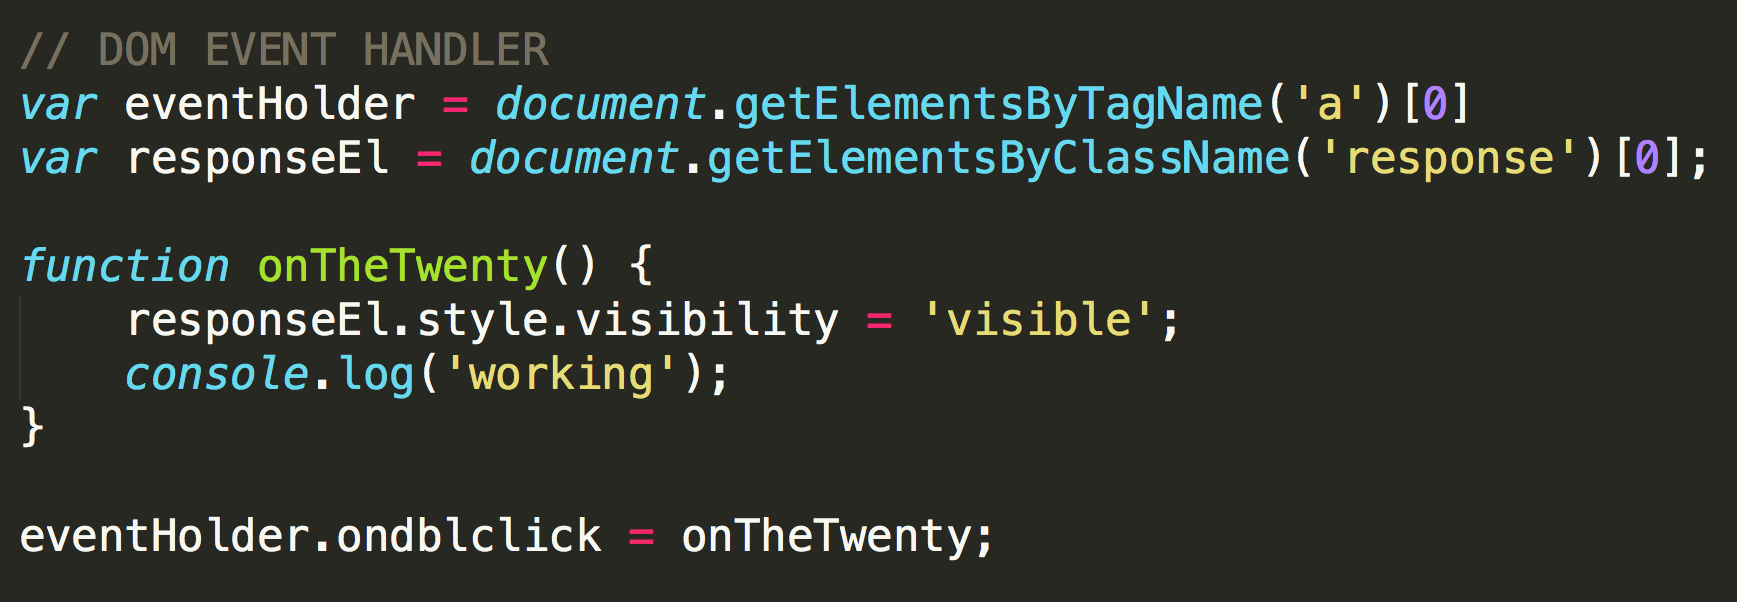 // DOM EVENT HANDLER
var eventHolder = document.getElementsByTagName('a')[0]
var responseEl = document.getElementsByClassName('response')[0];
function onTheTwenty() {
    responseEl.style.visibility = 'visible';
    console.log('working');
}
eventHolder.ondblclick = onTheTwenty;